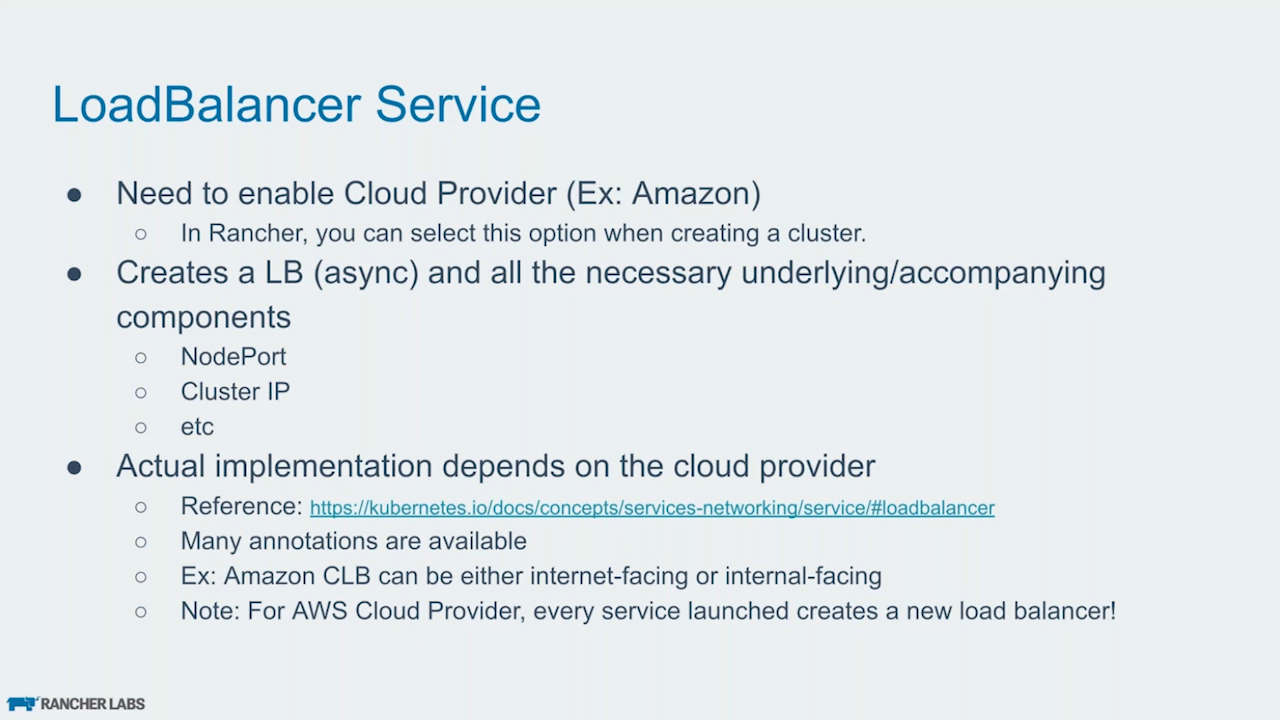 LoadBalancer Service
● Need to enable Cloud Provider (Ex: Amazon)
○ In Rancher, you can select this option when creating a cluster.
● Creates a LB (async) and all the necessary underlying/accompanying
components
○ NodePort
○ Cluster IP
○ etc
● Actual implementation depends on the cloud provider
○ Reference: https://kubernetes.io/docs/concepts/services-networking/service/#loadbalancer
○ Many annotations are available
○ Ex: Amazon CLB can be either internet-facing or internal-facing
○ Note: For AWS Cloud Provider, every service launched creates a new load balancer!
RANCHER LABS